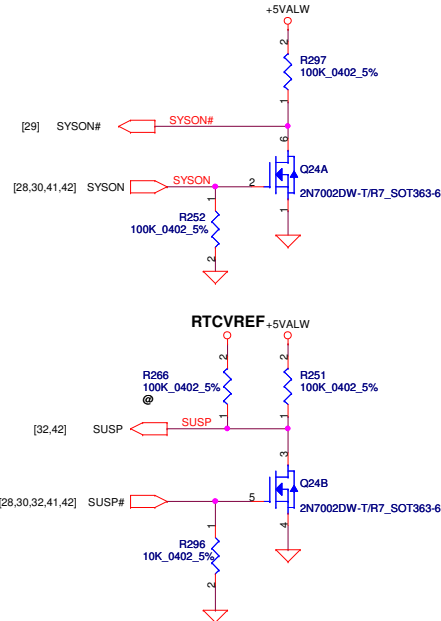 +5VALW
2
R297
100K_0402_5%
1
[29] SYSON# SYSON#
6
Q24A
[28,30,41,42] SYSON SYSON 2
2N7002DW-T/R7_SOT363-6
1
R252
100K_0402_5%
1
2
RTCVREF +5VALW
2 2
R266 R251
100K_0402_5% 100K_0402_5%
@
1 1
[32,42] SUSP SUSP
3
Q24B
[28,30,32,41,42] SUSP# 5
2N7002DW-T/R7_SOT363-6
4
1
R296
10K_0402_5%
2